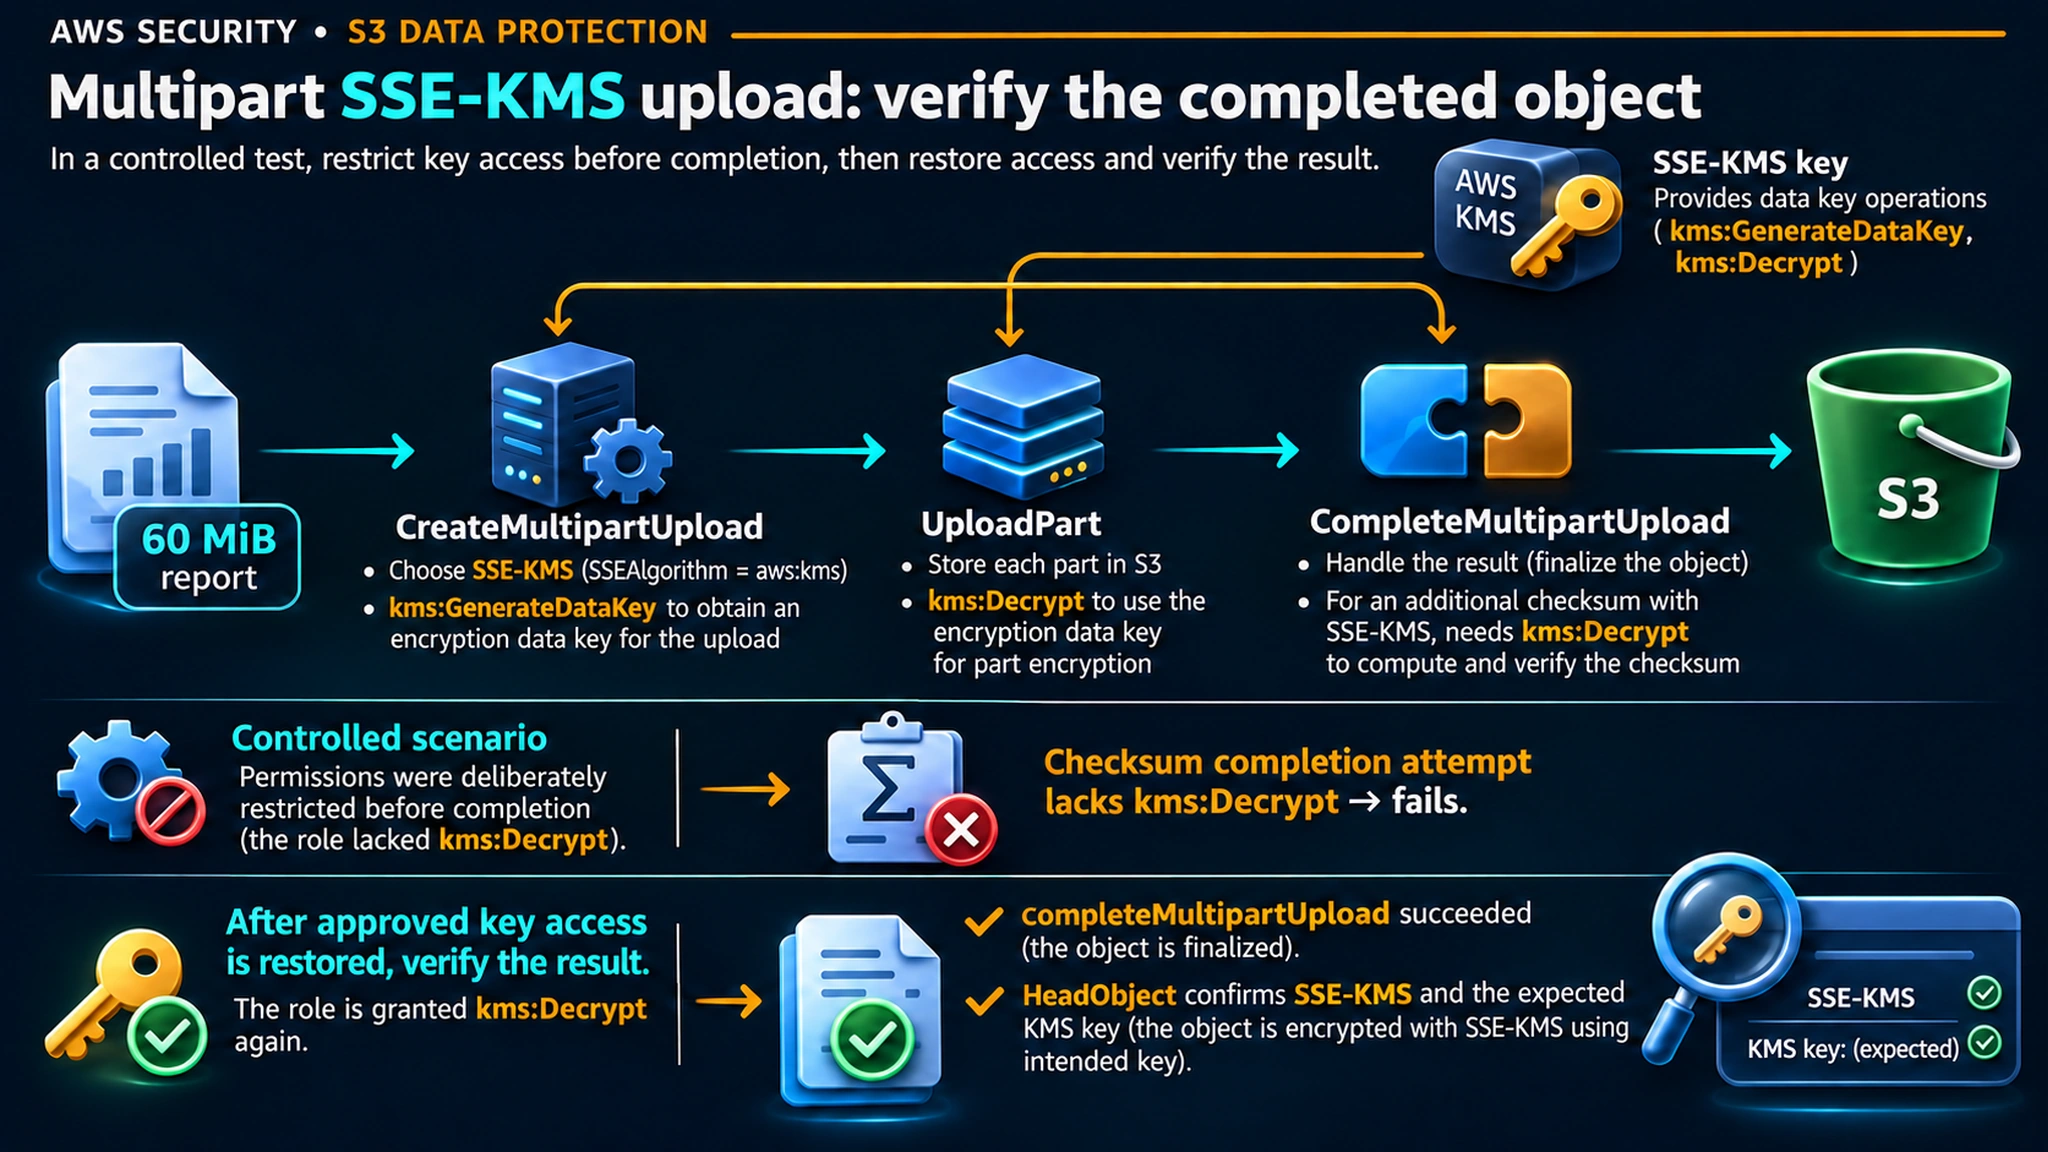 AWS SECURITY • S3 DATA PROTECTION
Multipart SSE-KMS upload: verify the completed object
In a controlled test, restrict key access before completion, then restore access and verify the result.
AWS
KMS
SSE-KMS key
Provides data key operations
( kms:GenerateDataKey,
kms:Decrypt )
60 MiB
report
CreateMultipartUpload
• Choose SSE-KMS (SSEAlgorithm = aws:kms)
• kms:GenerateDataKey to obtain an
encryption data key for the upload
UploadPart
• Store each part in S3
• kms:Decrypt to use the
encryption data key
for part encryption
CompleteMultipartUpload
• Handle the result (finalize the object)
• For an additional checksum with
SSE-KMS, needs kms:Decrypt
to compute and verify the checksum
S3
Controlled scenario
Permissions were deliberately
restricted before completion
(the role lacked kms:Decrypt).
Σ
Checksum completion attempt
lacks kms:Decrypt → fails.
After approved key access
is restored, verify the result.
The role is granted kms:Decrypt
again.
completeMultipartUpload succeeded
(the object is finalized).
HeadObject confirms SSE-KMS and the expected
KMS key (the object is encrypted with SSE-KMS using
intended key).
SSE-KMS
KMS key: (expected)